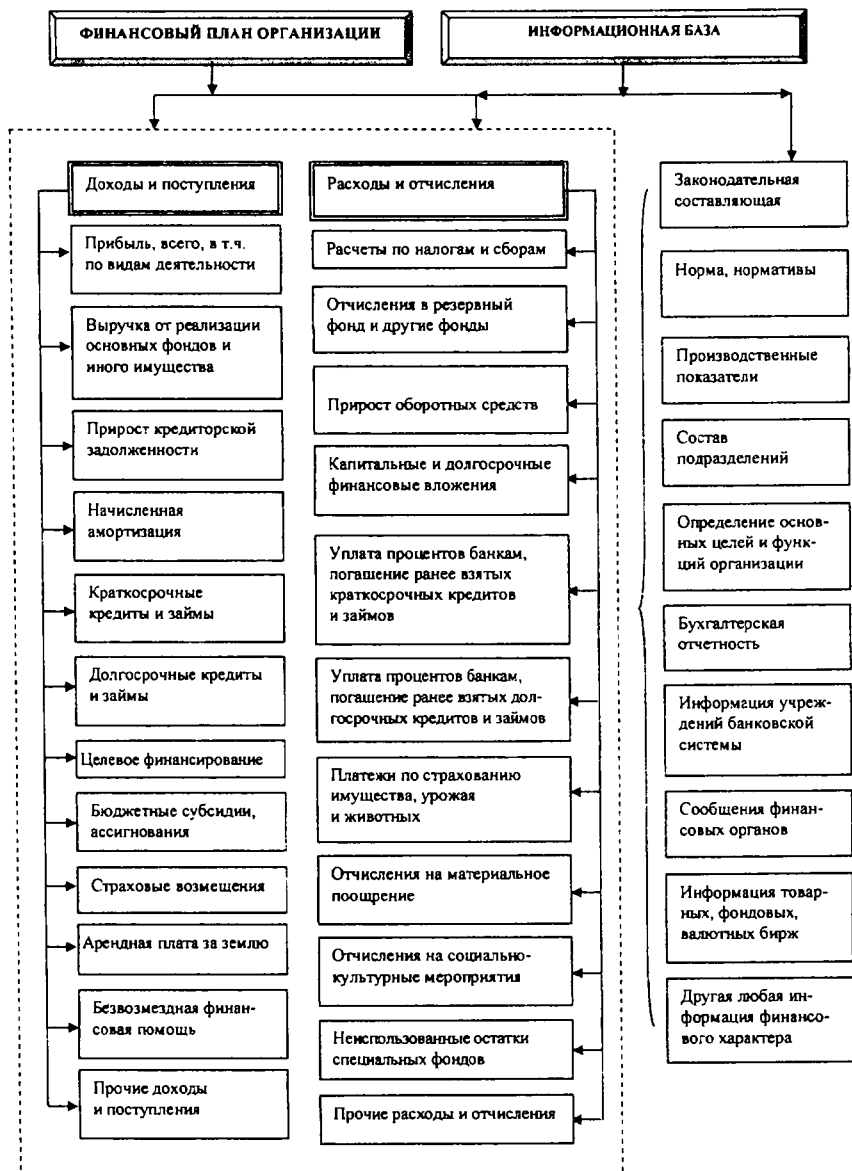 ФИНАНСОВЫЙ ПЛАН ОРГАНИЗАЦИИ
ИНФОРМАЦИОННАЯ БАЗА
Доходы и поступления
Прибыль, всего, в т.ч.
по видам деятельности
Выручка от реализации
основных фондов и
иного имущества
Прирост кредиторской
задолженности
Начисленная
амортизация
Краткосрочные
кредиты и займы
Долгосрочные кредиты
и займы
Целевое финансирование
Бюджетные субсидии,
ассигнования
Страховые возмещения
Арендная плата за землю
Безвозмездная финан-
совая помощь
Прочие доходы
и поступления
Расходы и отчисления
Расчеты по налогам и сборам
Отчисления в резервный
фонд и другие фонды
Прирост оборотных средств
Капитальные и долгосрочные
финансовые вложения
Уплата процентов банкам,
погашение ранее взятых
краткосрочных кредитов
и займов
Уплата процентов банкам,
погашение ранее взятых дол-
госрочных кредитов и займов
Платежи по страхованию
имущества, урожая
и животных
Отчисления на материальное
поощрение
Отчисления на социально-
культурные мероприятия
Неиспользованные остатки
специальных фондов
Прочие расходы и отчисления
Законодательная
составляющая
Норма, нормативы
Производственные
показатели
Состав
подразделений
Определение основ-
ных целей и функ-
ций организации
Бухгалтерская
отчетность
Информация учреж-
дений банковской
системы
Сообщения финан-
совых органов
Информация товар-
ных, фондовых,
валютных бирж
Другая любая ин-
формация финансо-
вого характера